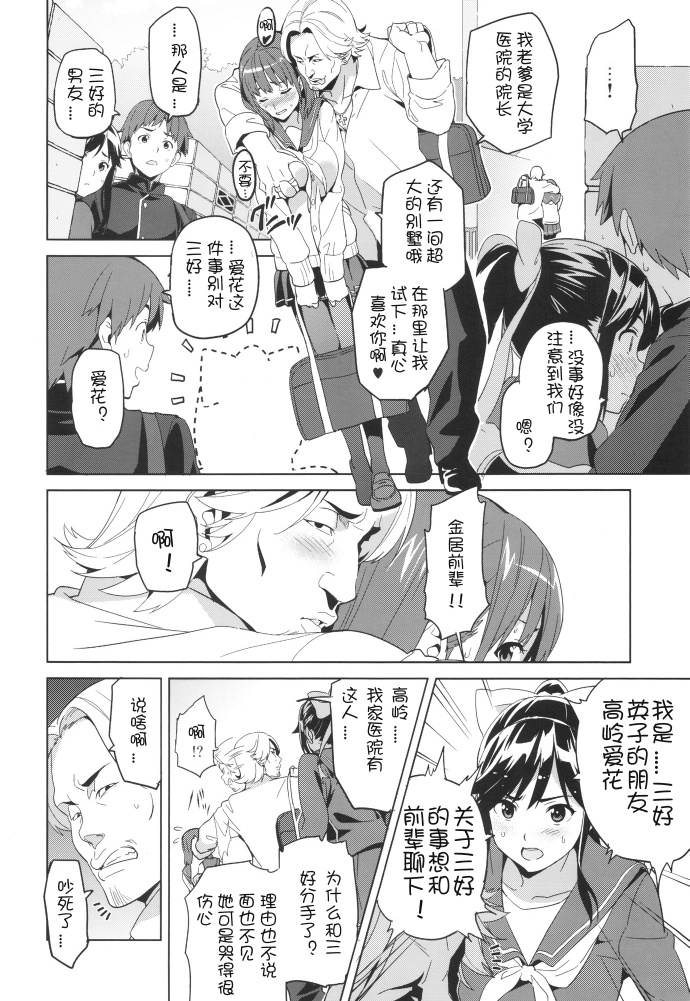 …！
我老爹是大学
医院的院长
啊♥
那人是…
三好的
男友…
不要…
还有一间超
大的别墅哦
在那里让我
试下…真心
喜欢你啊♥
…没事好像没
注意到我们
嗯？
…爱花这
件事别对
三好…
爱花？
金居前辈!!
啊！
我是……三好
英子的朋友
高岭爱花
关于三好
的事想和
前辈聊下！
高岭……
我家医院有
这人…
啊!?
为什么和三
好分手了？
理由也不说
面也不见
她可是哭得很
伤心
说啥啊…
吵死了…